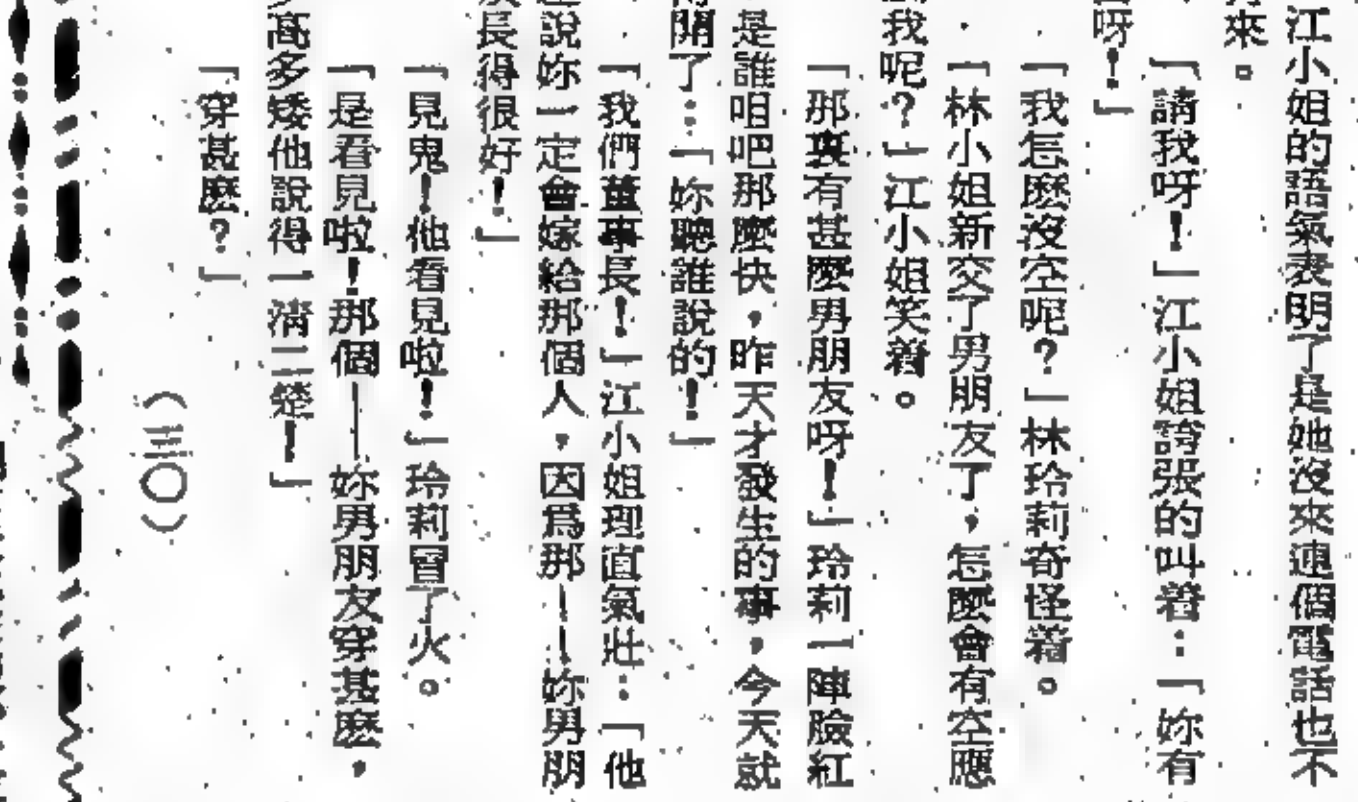 江小姐的語氣表明了是她沒來連個電話也不
來。
「請我呀！」江小姐誇張的叫着：「妳有
呀！」
「我怎麽沒空呢？」林玲莉奇怪着。
「林小姐新交了男朋友了，怎麽會有空應
我呢？」江小姐笑着。
「那裏有甚麽男朋友呀！」玲莉一陣臉紅
是誰咀吧那麽快，昨天才發生的事，今天就
開了：「妳聽誰說的！」
「我們董事長！」江小姐理直氣壯：「他
說妳一定會嫁給那個人，因爲那——妳男朋
長得很好！」
「見鬼！他看見啦！」玲莉冒了火。
「是看見啦！那個——妳男朋友穿甚麽，
高多矮他說得一淸二楚！」
「穿甚麽？」
（三〇）